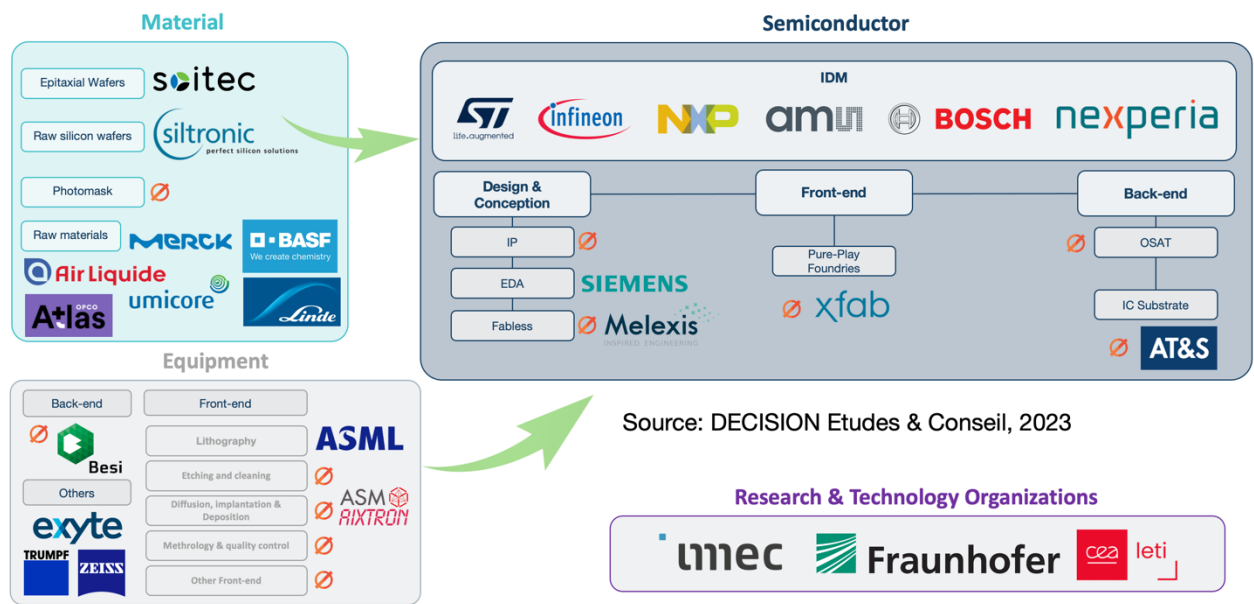 Material
Epitaxial Wafers
soitec
Raw silicon wafers
siltronic
perfect silicon solutions
Photomask
Raw materials
MERCK
BASF
We create chemistry
Air Liquide
umicore
OPCO
Atlas
Linde
Equipment
Back-end
Besi
Others
exyte
TRUMPF
ZEISS
Front-end
Lithography
ASML
Etching and cleaning
Diffusion, implantation &
Deposition
ASM
AIXTRON
Methrology & quality control
Other Front-end
Semiconductor
IDM
ST
life.augmented
infineon
NXP
amu
BOSCH
nexperia
Design &
Conception
IP
EDA
SIEMENS
Fabless
Melexis
INSPIRED ENGINEERING
Front-end
Pure-Play
Foundries
xfab
Back-end
OSAT
IC Substrate
AT&S
Source: DECISION Etudes & Conseil, 2023
Research & Technology Organizations
imec
Fraunhofer
cea
leti